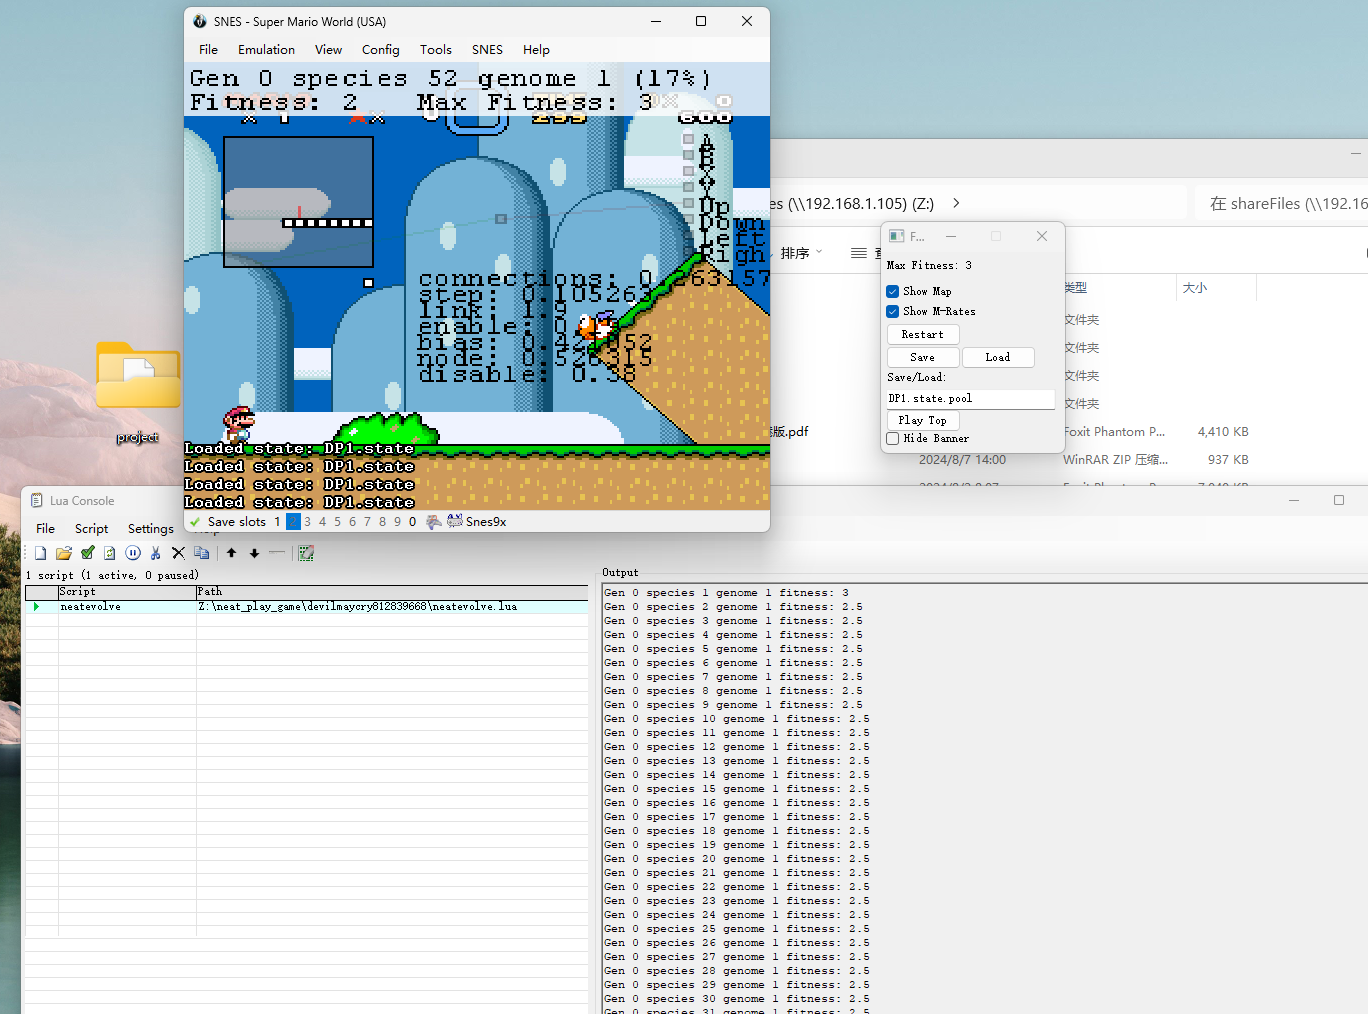 SNES - Super Mario World (USA)
File Emulation View Config Tools SNES Help
Gen 0 species 52 genome 1 (17%)
Fitness: 2 Max Fitness: 3
A
B
X
Y
Up
Down
Left
Right
connections: 0.263157
step: 0.105263
link: 1.9
enable: 0
bias: 0.42
node: 0.526315
disable: 0.38
Loaded state: DP1.state
Loaded state: DP1.state
Loaded state: DP1.state
Loaded state: DP1.state
Save slots 1 2 3 4 5 6 7 8 9 0 Snes9x
project
es (\\192.168.1.105) (Z:) >
在 shareFiles (\\192.16
排序
类型 大小
文件夹
文件夹
文件夹
文件夹
版.pdf Foxit Phantom P... 4,410 KB
2024/8/7 14:00 WinRAR ZIP 压缩... 937 KB
F...
Max Fitness: 3
Show Map
Show M-Rates
Restart
Save Load
Save/Load:
DP1.state.pool
Play Top
Hide Banner
Lua Console
File Script Settings Help
1 script (1 active, 0 paused)
Script Path
neatevolve Z:\neat_play_game\devilmaycry812839668\neatevolve.lua
Output
Gen 0 species 1 genome 1 fitness: 3
Gen 0 species 2 genome 1 fitness: 2.5
Gen 0 species 3 genome 1 fitness: 2.5
Gen 0 species 4 genome 1 fitness: 2.5
Gen 0 species 5 genome 1 fitness: 2.5
Gen 0 species 6 genome 1 fitness: 2.5
Gen 0 species 7 genome 1 fitness: 2.5
Gen 0 species 8 genome 1 fitness: 2.5
Gen 0 species 9 genome 1 fitness: 2.5
Gen 0 species 10 genome 1 fitness: 2.5
Gen 0 species 11 genome 1 fitness: 2.5
Gen 0 species 12 genome 1 fitness: 2.5
Gen 0 species 13 genome 1 fitness: 2.5
Gen 0 species 14 genome 1 fitness: 2.5
Gen 0 species 15 genome 1 fitness: 2.5
Gen 0 species 16 genome 1 fitness: 2.5
Gen 0 species 17 genome 1 fitness: 2.5
Gen 0 species 18 genome 1 fitness: 2.5
Gen 0 species 19 genome 1 fitness: 2.5
Gen 0 species 20 genome 1 fitness: 2.5
Gen 0 species 21 genome 1 fitness: 2.5
Gen 0 species 22 genome 1 fitness: 2.5
Gen 0 species 23 genome 1 fitness: 2.5
Gen 0 species 24 genome 1 fitness: 2.5
Gen 0 species 25 genome 1 fitness: 2.5
Gen 0 species 26 genome 1 fitness: 2.5
Gen 0 species 27 genome 1 fitness: 2.5
Gen 0 species 28 genome 1 fitness: 2.5
Gen 0 species 29 genome 1 fitness: 2.5
Gen 0 species 30 genome 1 fitness: 2.5
Gen 0 species 31 genome 1 fitness: 2.5